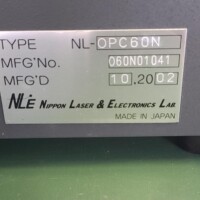 TYPE NL-OPC60N
MFG'No. 060N01041
MFG'D 10.2002
NLE NIPPON LASER & ELECTRONICS LAB.
MADE IN JAPAN